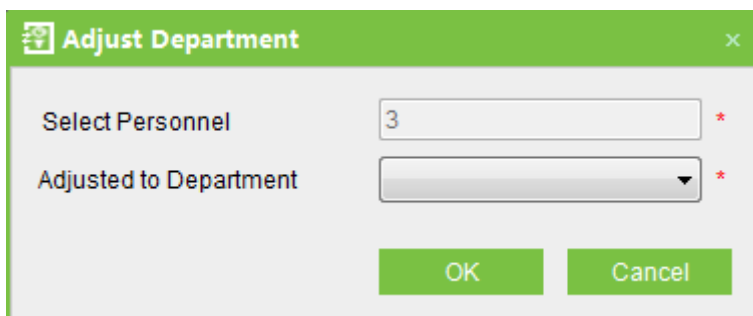 Adjust Department ×
Select Personnel 3 *
Adjusted to Department *
OK Cancel